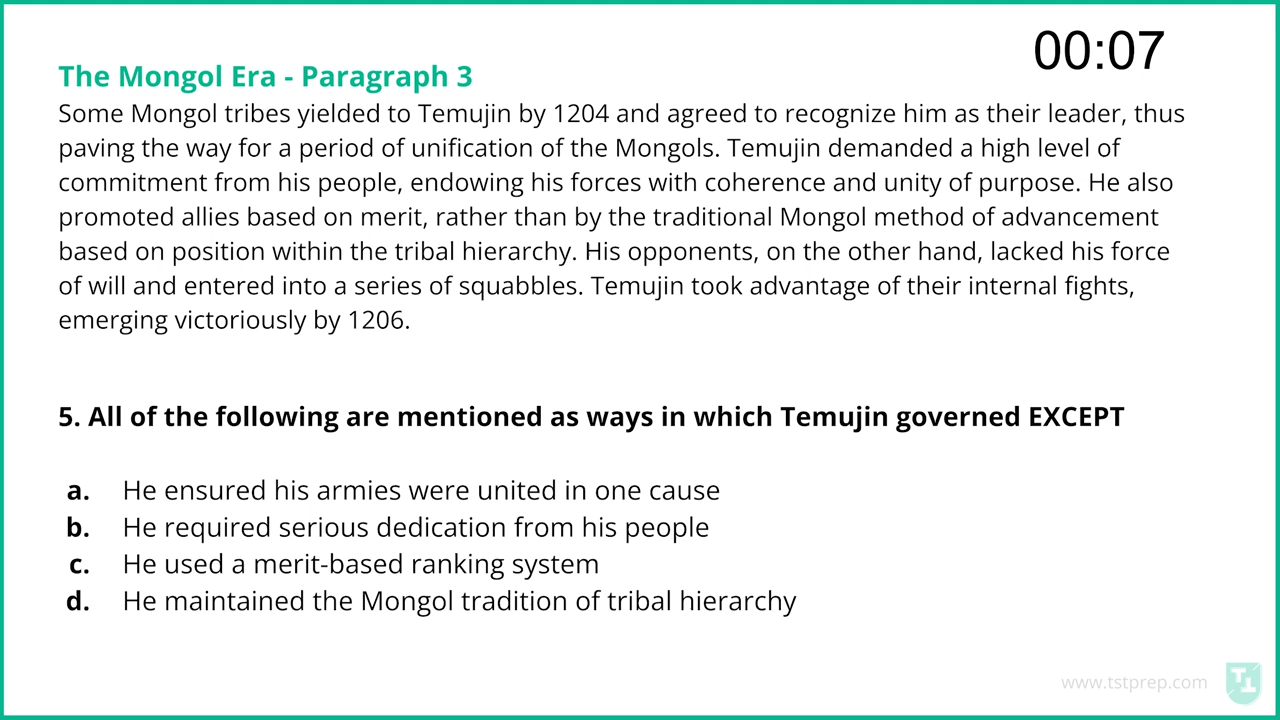 00:07
The Mongol Era - Paragraph 3
Some Mongol tribes yielded to Temujin by 1204 and agreed to recognize him as their leader, thus
paving the way for a period of unification of the Mongols. Temujin demanded a high level of
commitment from his people, endowing his forces with coherence and unity of purpose. He also
promoted allies based on merit, rather than by the traditional Mongol method of advancement
based on position within the tribal hierarchy. His opponents, on the other hand, lacked his force
of will and entered into a series of squabbles. Temujin took advantage of their internal fights,
emerging victoriously by 1206.
5. All of the following are mentioned as ways in which Temujin governed EXCEPT
a. He ensured his armies were united in one cause
b. He required serious dedication from his people
c. He used a merit-based ranking system
d. He maintained the Mongol tradition of tribal hierarchy
www.tstprep.com